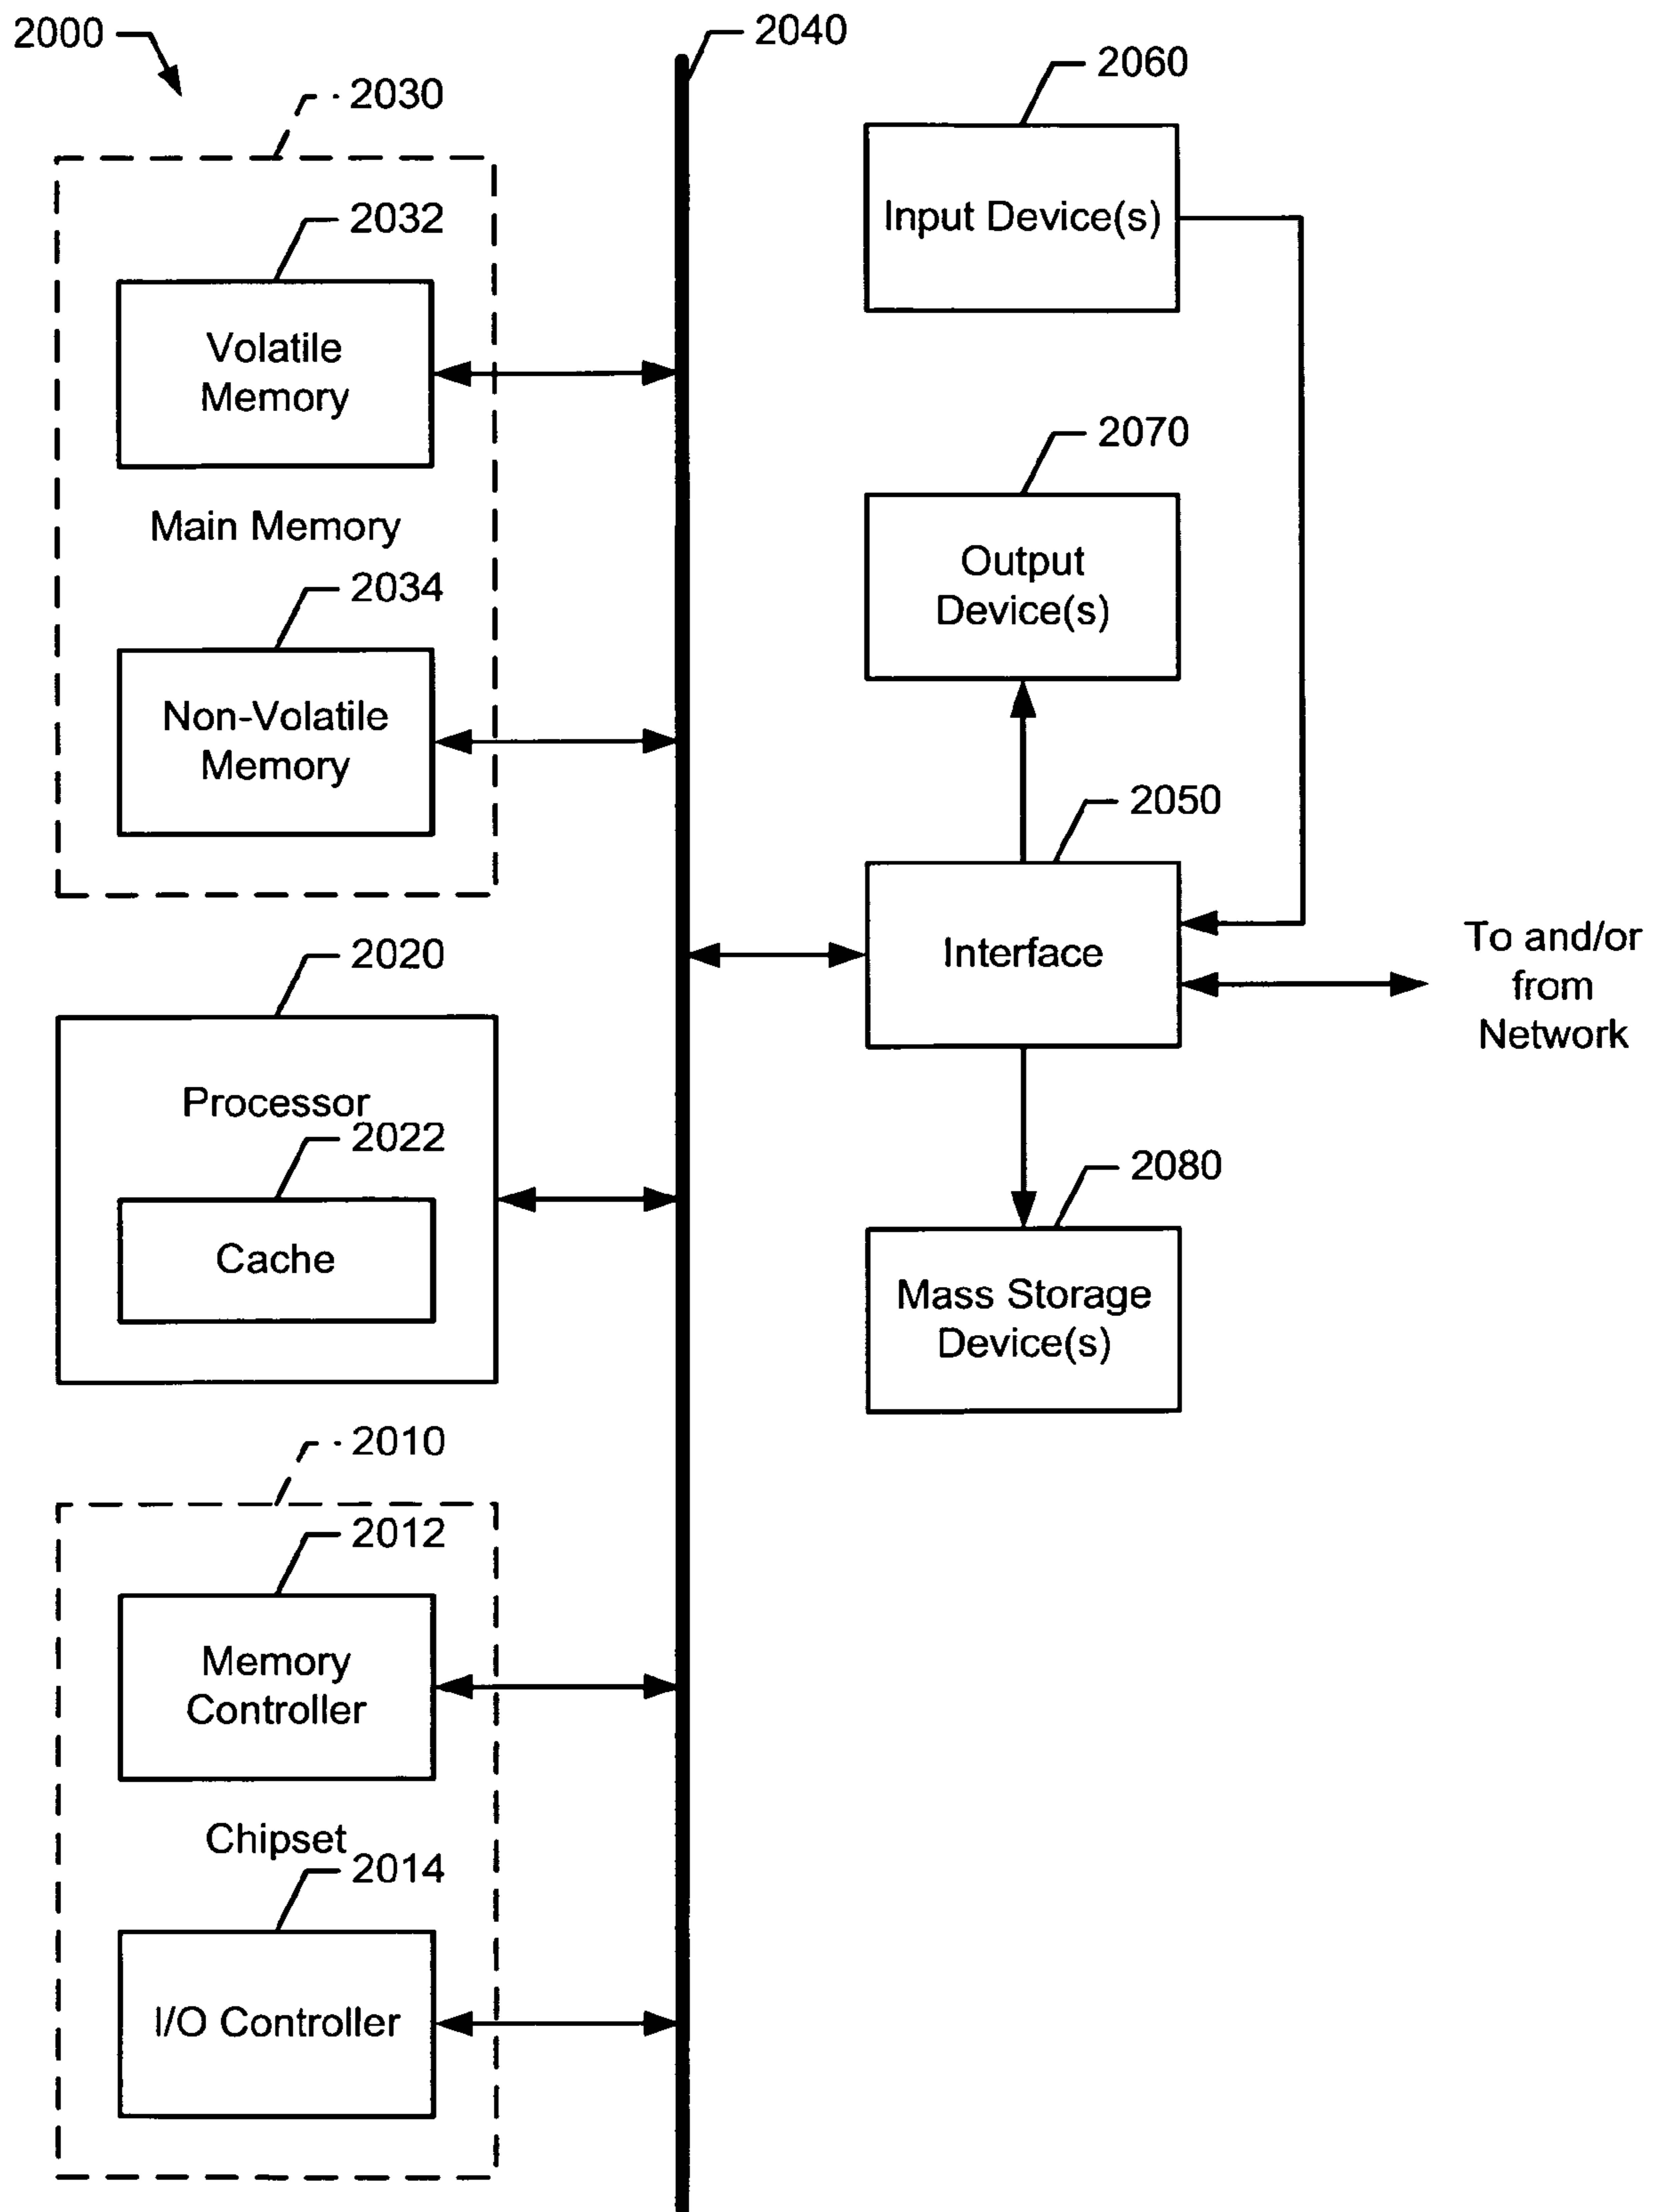 2000
2040
2060
2030
Input Device(s)
2032
Volatile
Memory
2070
Main Memory
Output
Device(s)
2034
Non-Volatile
Memory
2050
Interface
To and/or
from
Network
2020
Processor
2022
Cache
2080
Mass Storage
Device(s)
2010
2012
Memory
Controller
Chipset
2014
I/O Controller